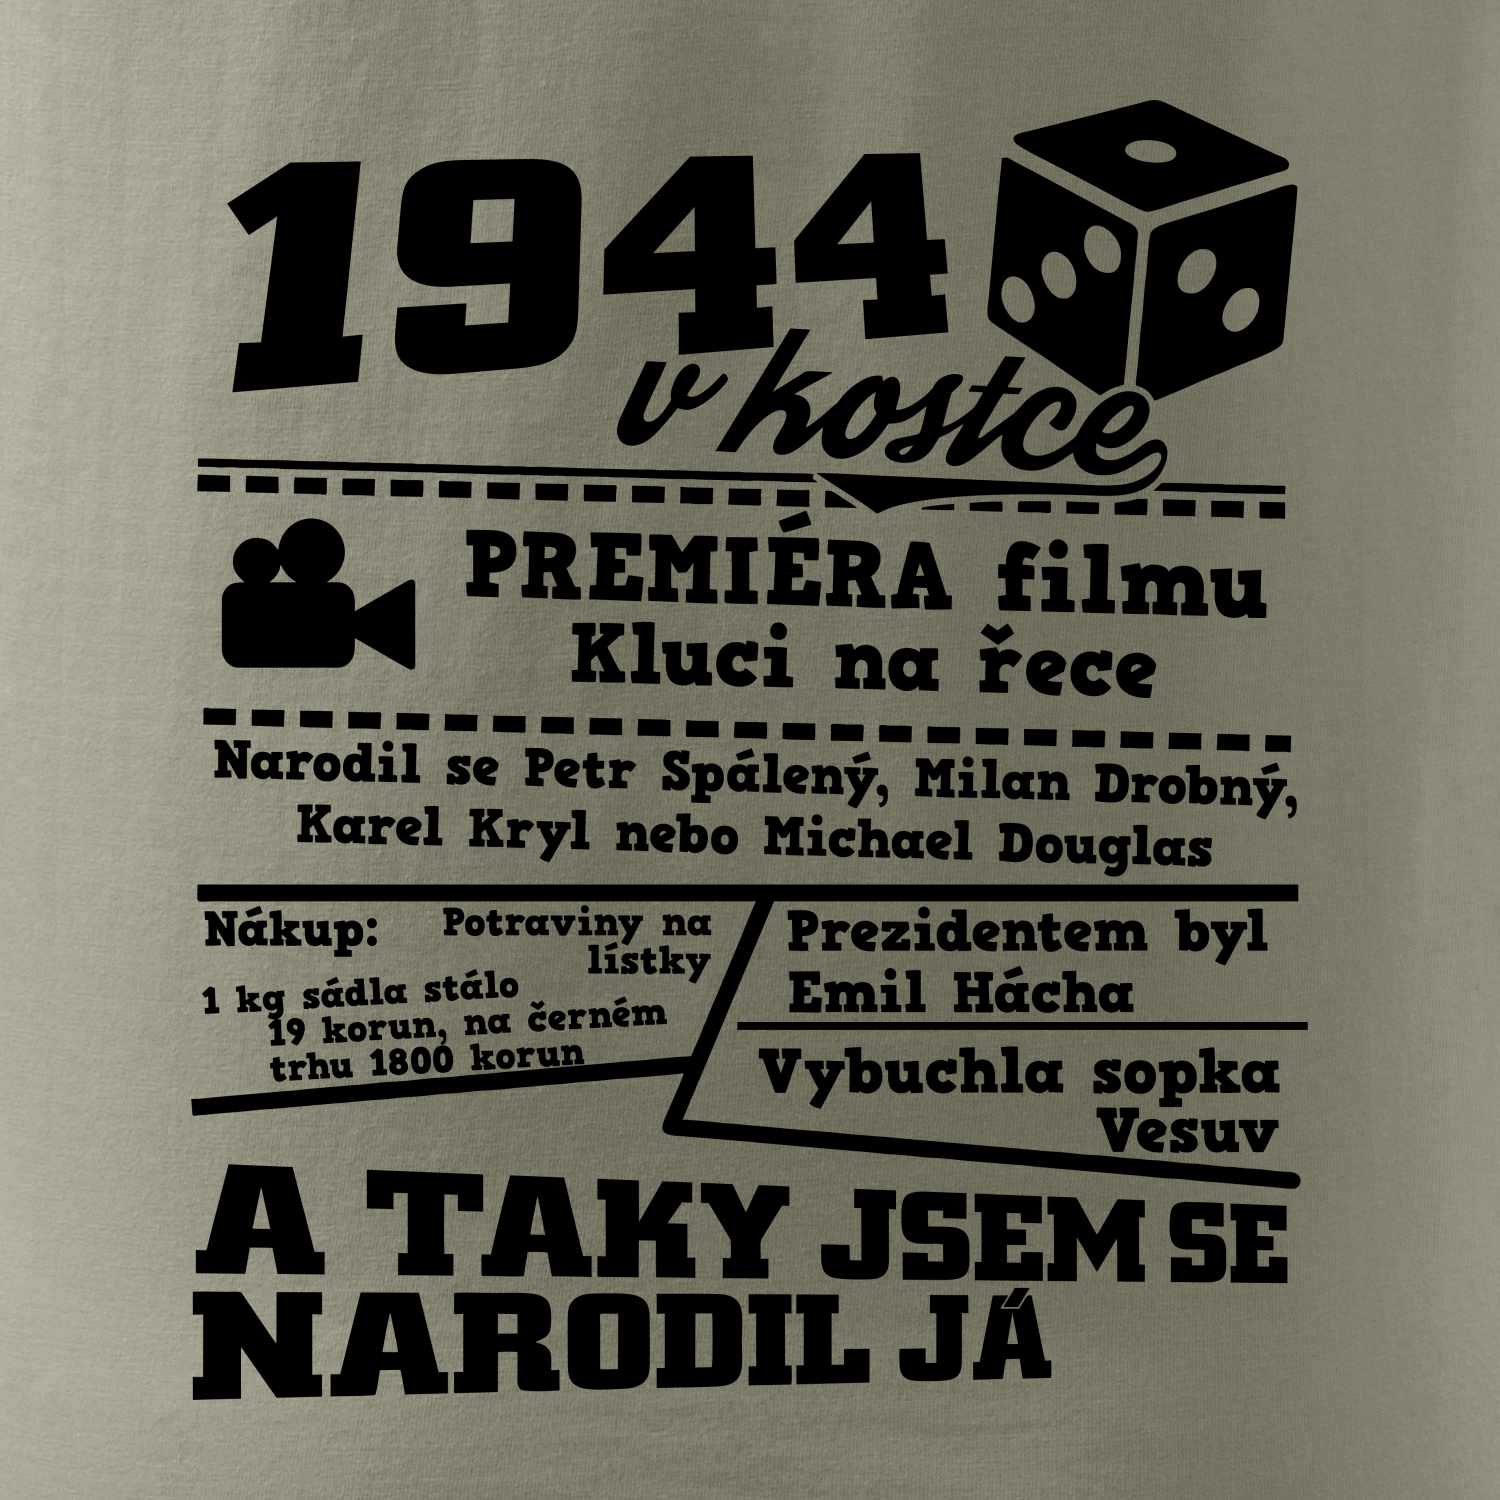 1944
v kostce
PREMIÉRA filmu
Kluci na řece
Narodil se Petr Spálený, Milan Drobný,
Karel Kryl nebo Michael Douglas
Nákup: Potraviny na
lístky
1 kg sádla stálo
19 korun, na černém
trhu 1800 korun
Prezidentem byl
Emil Hácha
Vybuchla sopka
Vesuv
A TAKY JSEM SE
NARODIL JÁ